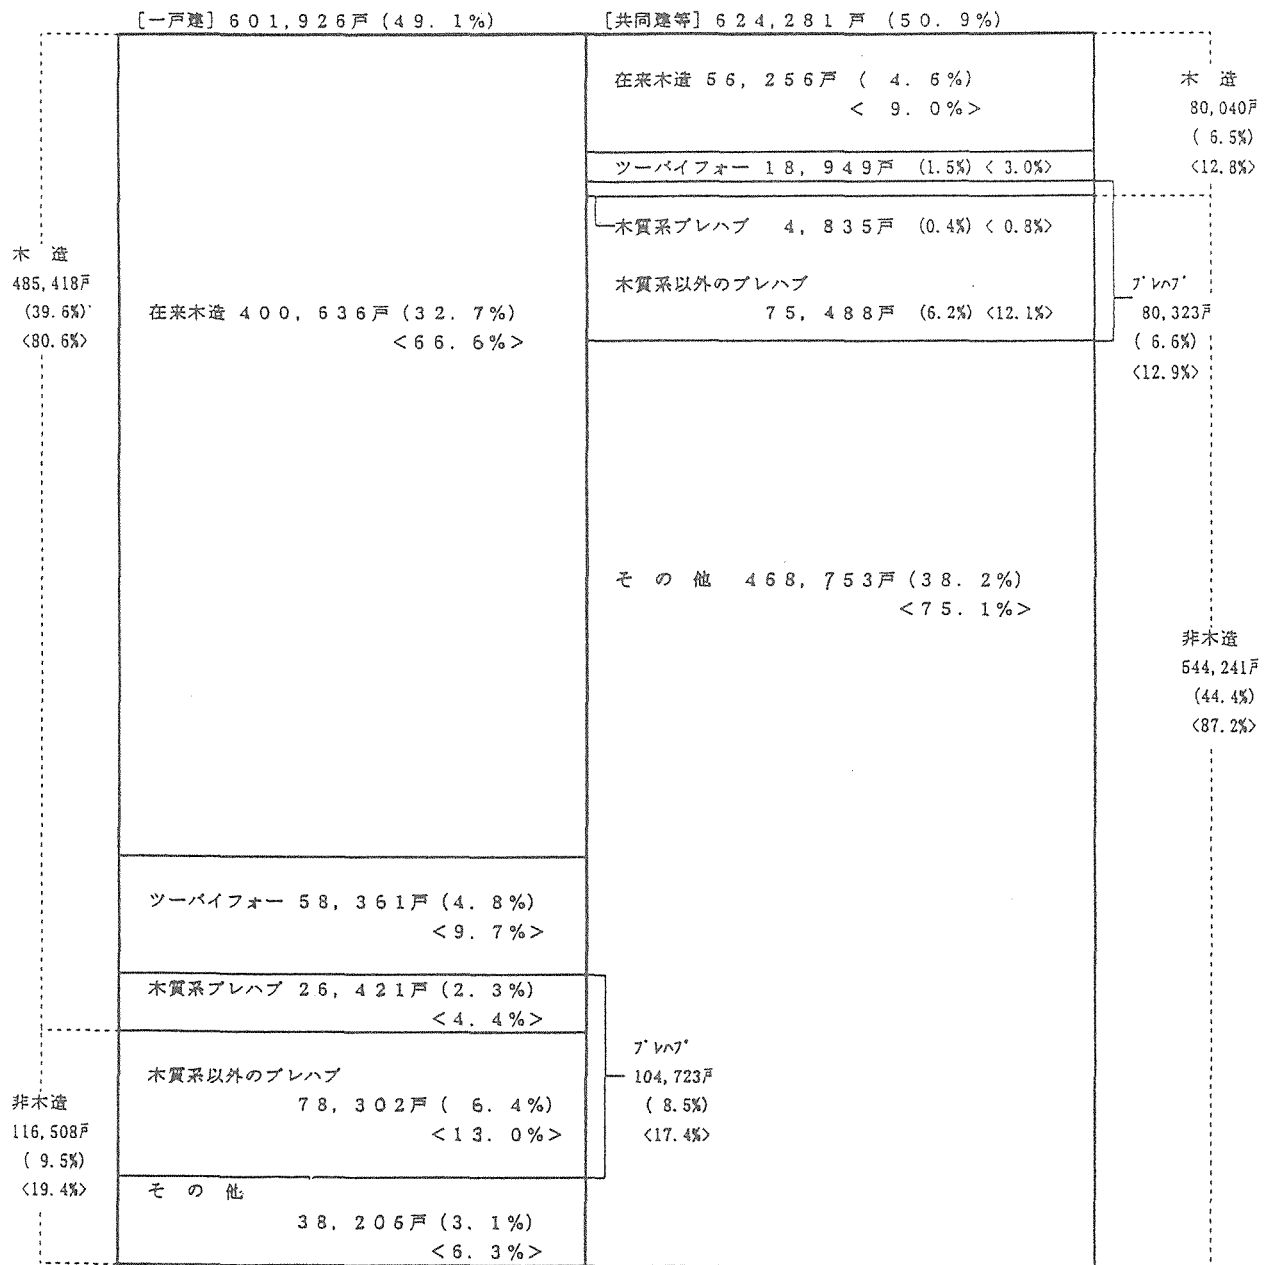 [一戸建] 601,926戸 (49.1%)
[共同建等] 624,281戸 (50.9%)
木造
485,418戸
(39.6%)
<80.6%>
在来木造 400,636戸 (32.7%)
<66.6%>
ツーバイフォー 58,361戸 (4.8%)
<9.7%>
木質系プレハブ 26,421戸 (2.3%)
<4.4%>
非木造
116,508戸
(9.5%)
<19.4%>
木質系以外のプレハブ
78,302戸 (6.4%)
<13.0%>
その他
38,206戸 (3.1%)
<6.3%>
プレハブ
104,723戸
(8.5%)
<17.4%>
在来木造 56,256戸 (4.6%)
<9.0%>
ツーバイフォー 18,949戸 (1.5%) <3.0%>
木質系プレハブ 4,835戸 (0.4%) <0.8%>
木質系以外のプレハブ
75,488戸 (6.2%) <12.1%>
その他 468,753戸 (38.2%)
<75.1%>
木造
80,040戸
(6.5%)
<12.8%>
プレハブ
80,323戸
(6.6%)
<12.9%>
非木造
544,241戸
(44.4%)
<87.2%>